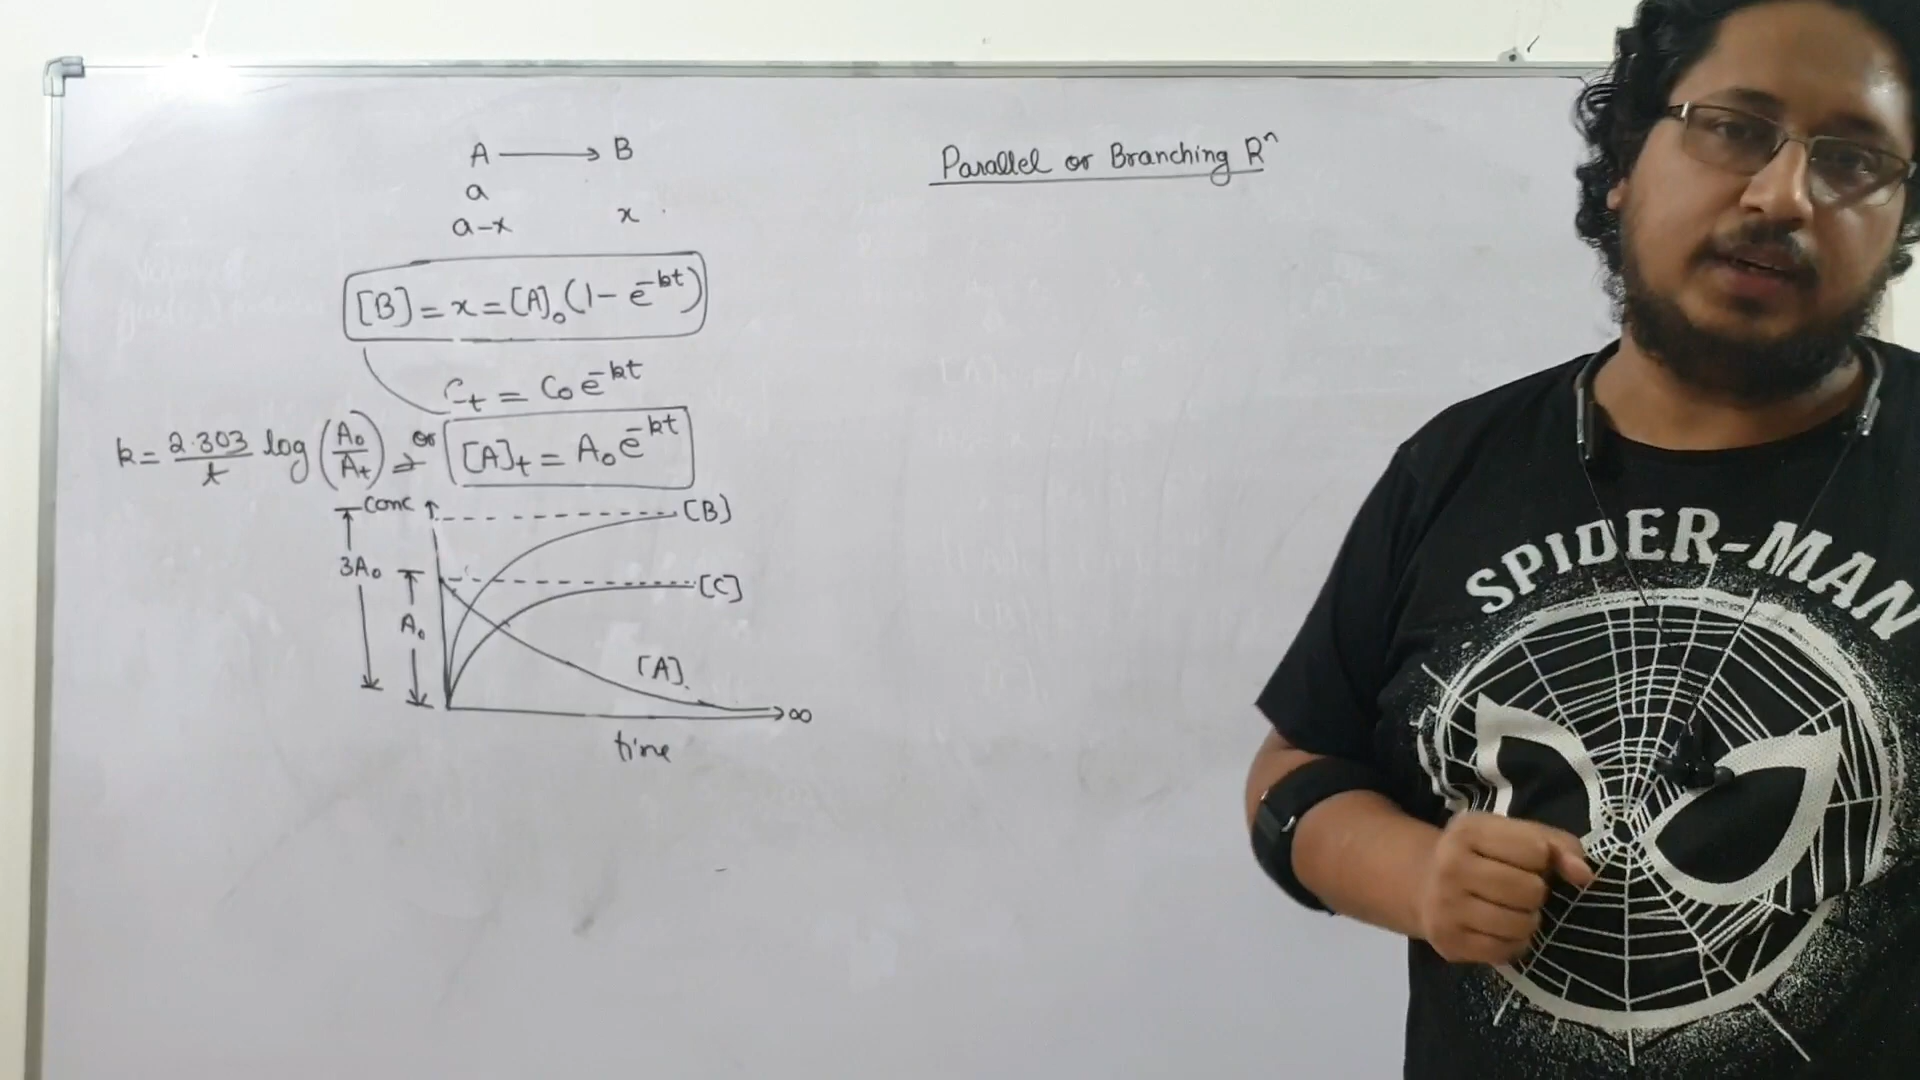 A ⟶ B
a
a-x x
[B] = x = [A]₀(1 - e^-kt)
C_t = C₀ e^-kt
k = 2.303/t log (A₀/A_t) or [A]_t = A₀ e^-kt
Conc
[B]
3A₀
[C]
A₀
[A]
∞
time
Parallel or Branching Rⁿ
SPIDER-MAN